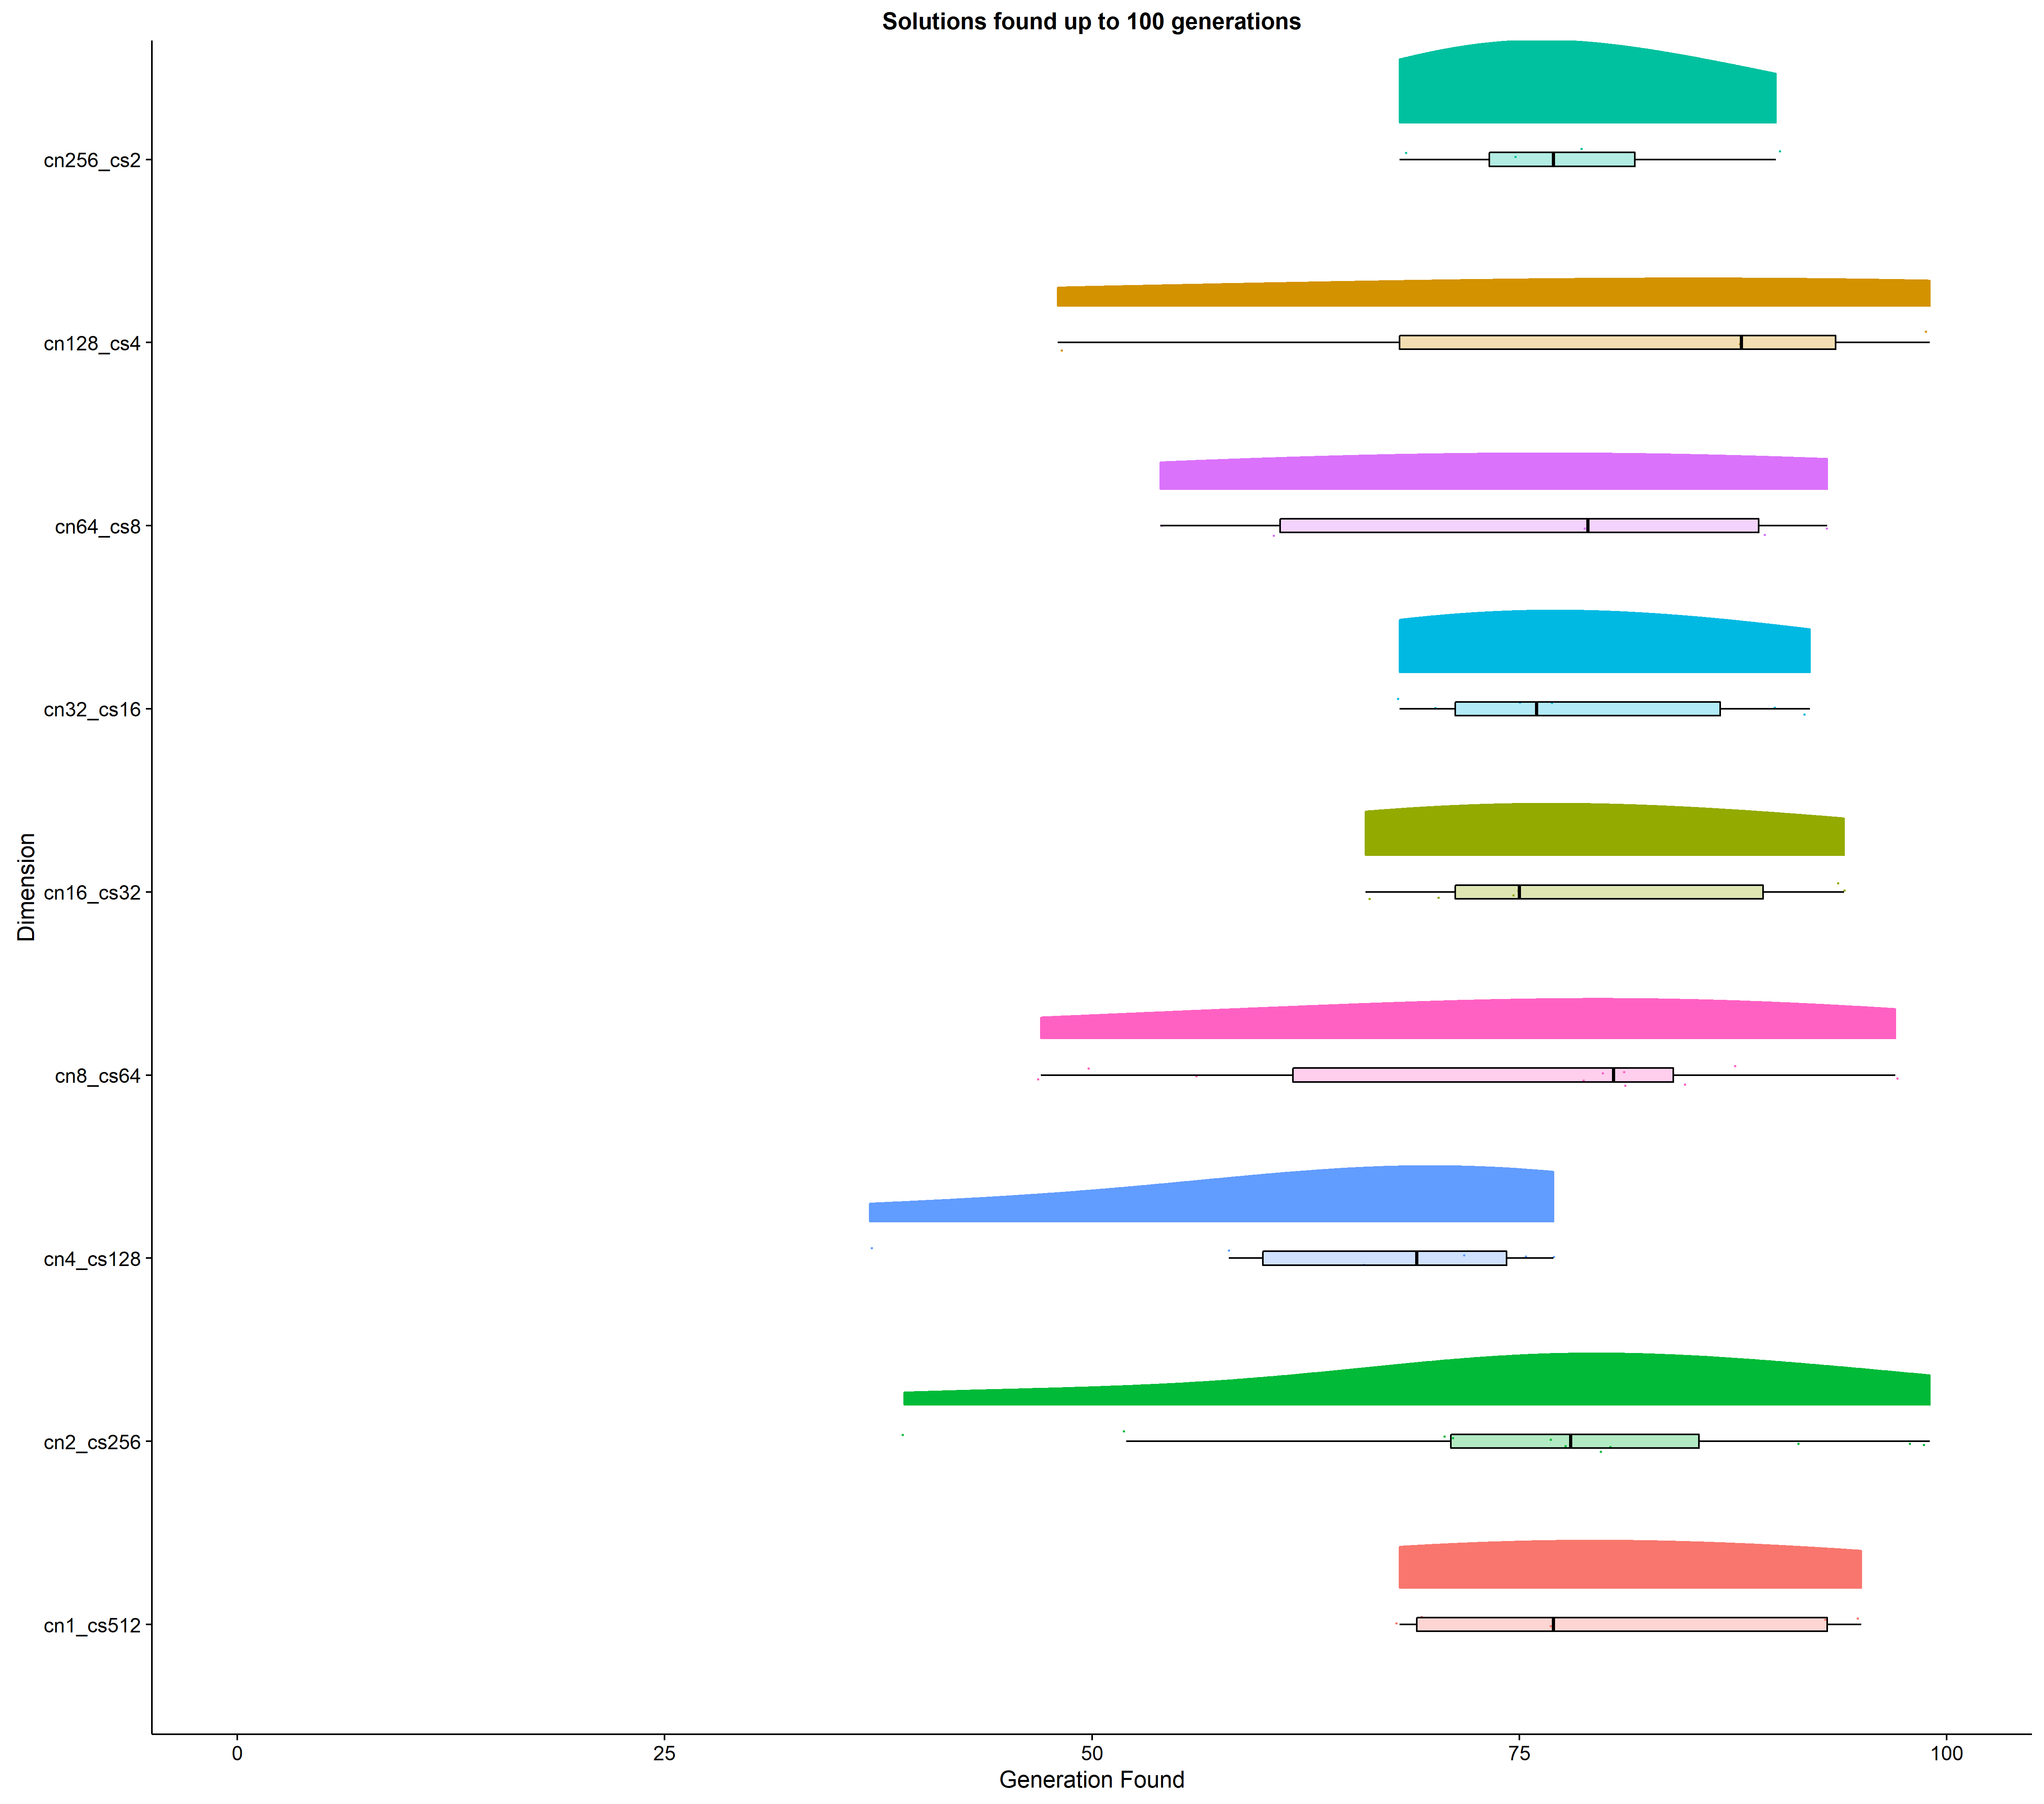 Solutions found up to 100 generations
cn256_cs2
cn128_cs4
cn64_cs8
cn32_cs16
cn16_cs32
cn8_cs64
cn4_cs128
cn2_cs256
cn1_cs512
Dimension
0 25 50 75 100
Generation Found